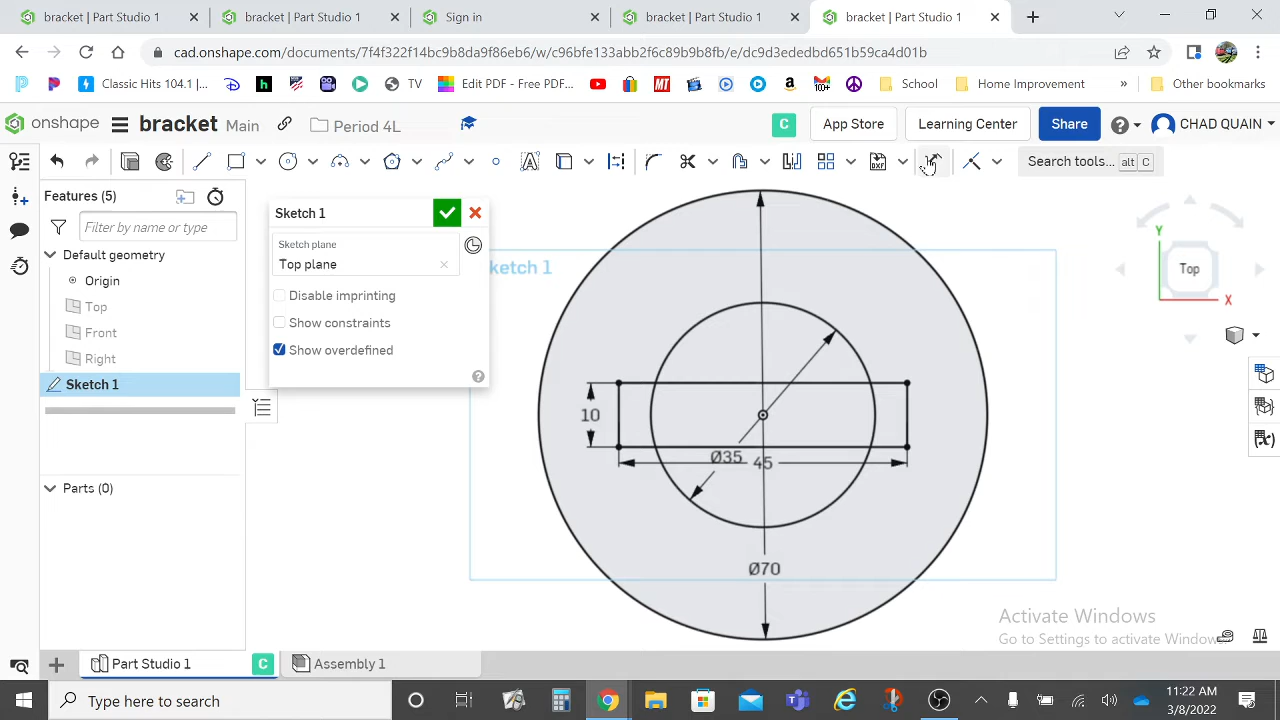 bracket | Part Studio 1
bracket | Part Studio 1
Sign in
bracket | Part Studio 1
bracket | Part Studio 1
cad.onshape.com/documents/7f4f322f14bc9b8da9f86eb6/w/c96bfe133abb2f6c89b9b8fb/e/dc9d3ededbd651b59ca4d01b
Classic Hits 104.1 |...
TV
Edit PDF - Free PDF...
School
Home Improvement
»
Other bookmarks
onshape
bracket Main
Period 4L
C
App Store
Learning Center
Share
CHAD QUAIN
Search tools... alt C
Features (5)
Filter by name or type
Default geometry
Origin
Top
Front
Right
Sketch 1
Parts (0)
Sketch 1
Sketch plane
Top plane
Disable imprinting
Show constraints
Show overdefined
ketch 1
10
Ø35
45
Ø70
Y
Top
X
Activate Windows
Go to Settings to activate Window
Part Studio 1
C
Assembly 1
Type here to search
11:22 AM
3/8/2022